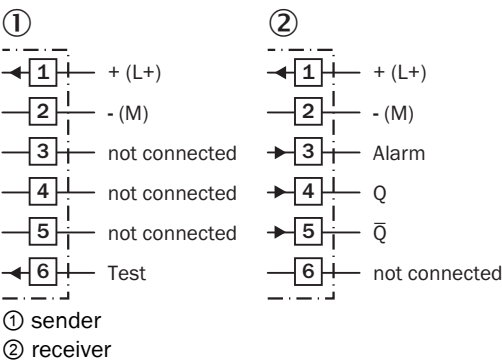 ① ②
1 + (L+) 1 + (L+)
2 - (M) 2 - (M)
3 not connected 3 Alarm
4 not connected 4 Q
5 not connected 5 Q̅
6 Test 6 not connected
① sender
② receiver